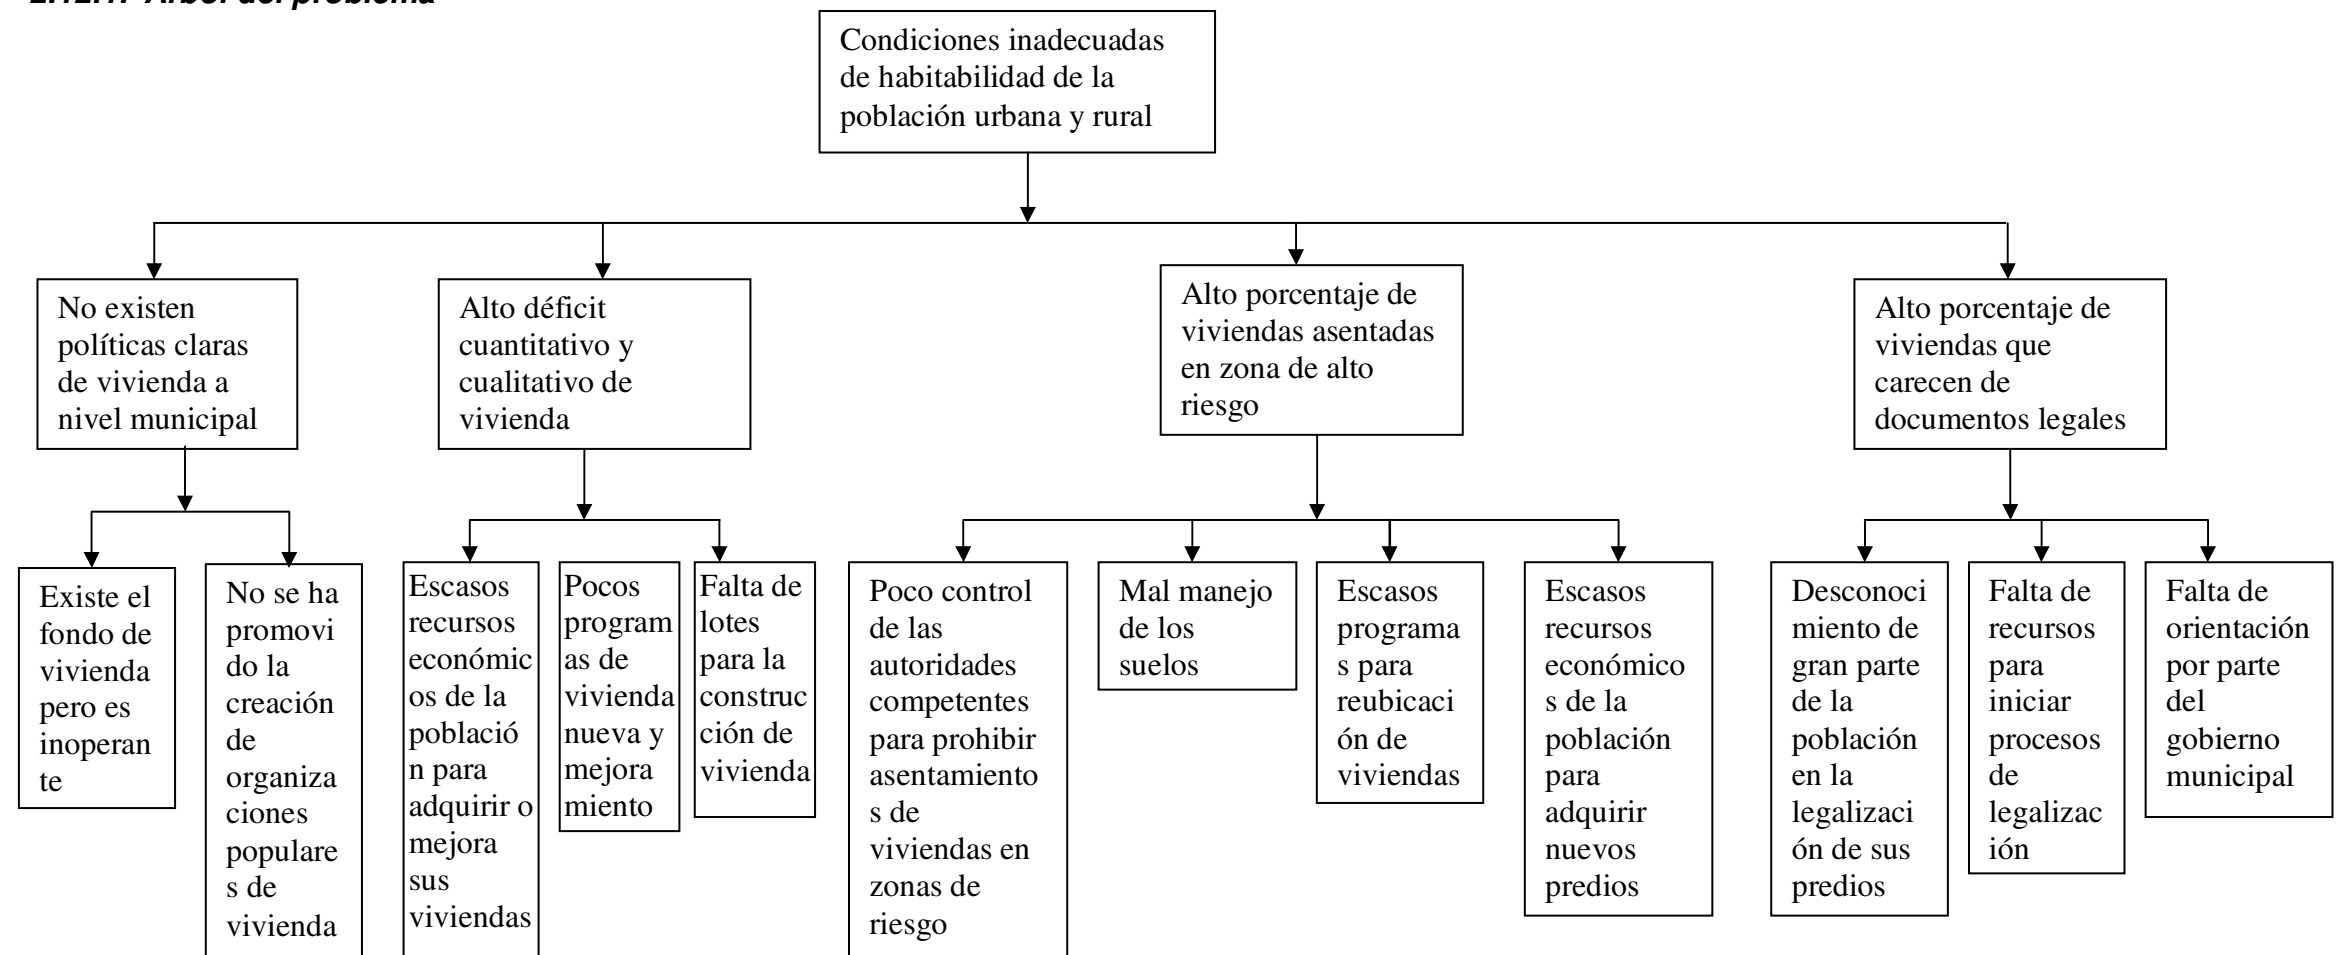 Árbol del problema
Condiciones inadecuadas
de habitabilidad de la
población urbana y rural
No existen
políticas claras
de vivienda a
nivel municipal
Alto déficit
cuantitativo y
cualitativo de
vivienda
Alto porcentaje de
viviendas asentadas
en zona de alto
riesgo
Alto porcentaje de
viviendas que
carecen de
documentos legales
Existe el
fondo de
vivienda
pero es
inoperan
te
No se ha
promovi
do la
creación
de
organiza
ciones
populare
s de
vivienda
Escasos
recursos
económic
os de la
població
n para
adquirir o
mejora
sus
viviendas
Pocos
program
as de
vivienda
nueva y
mejora
miento
Falta de
lotes
para la
construc
ción de
vivienda
Poco control
de las
autoridades
competentes
para prohibir
asentamiento
s de
viviendas en
zonas de
riesgo
Mal manejo
de los
suelos
Escasos
programa
s para
reubicaci
ón de
viviendas
Escasos
recursos
económico
s de la
población
para
adquirir
nuevos
predios
Desconoci
miento de
gran parte
de la
población
en la
legalizaci
ón de sus
predios
Falta de
recursos
para
iniciar
procesos
de
legalizac
ión
Falta de
orientación
por parte
del
gobierno
municipal